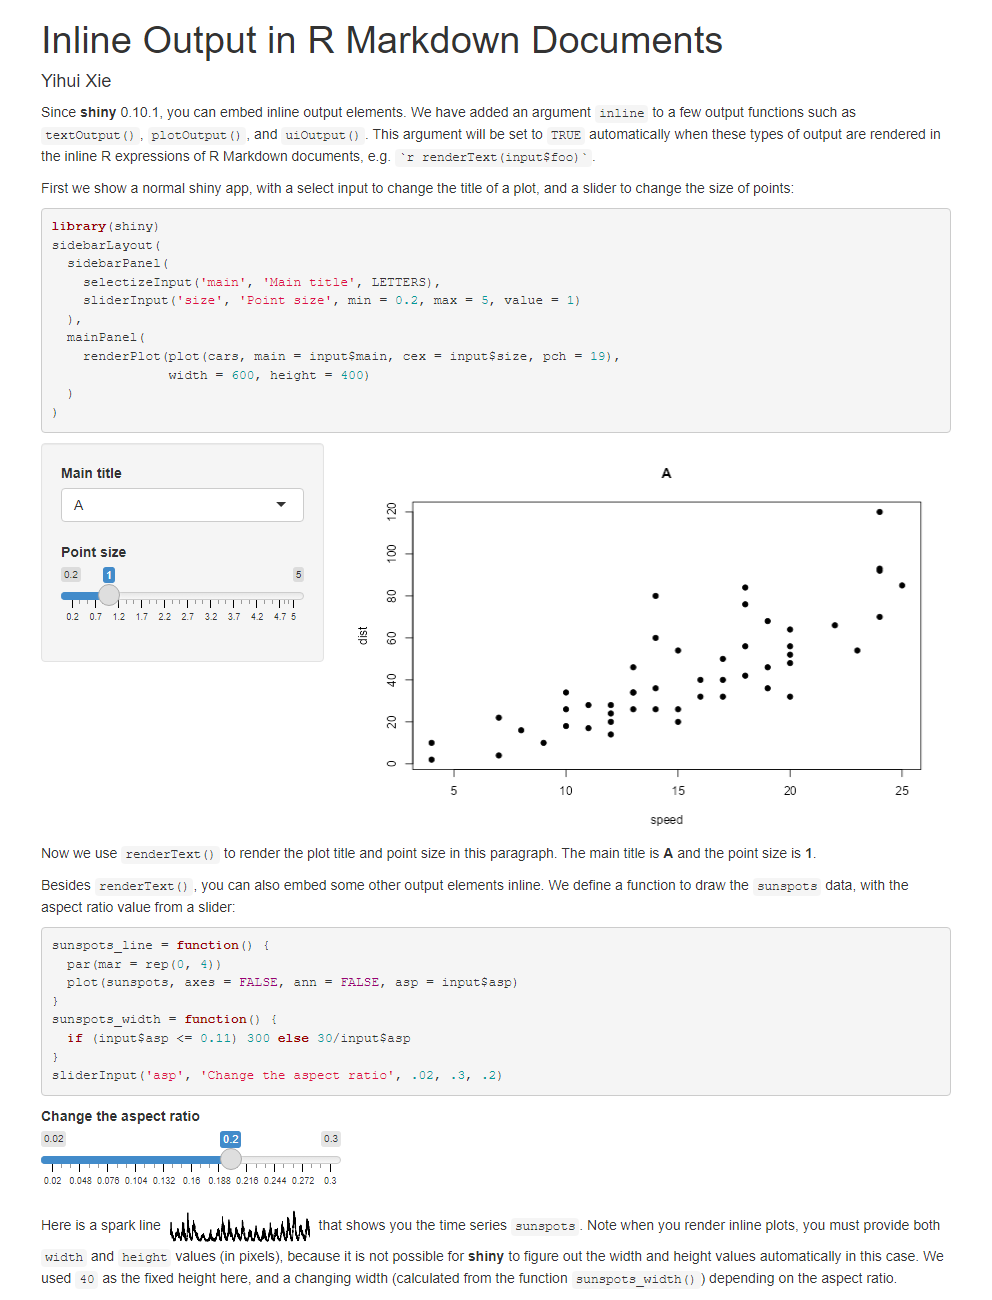 Inline Output in R Markdown Documents
Yihui Xie
Since shiny 0.10.1, you can embed inline output elements. We have added an argument inline to a few output functions such as
textOutput(), plotOutput(), and uiOutput(). This argument will be set to TRUE automatically when these types of output are rendered in
the inline R expressions of R Markdown documents, e.g. `r renderText(input$foo)`.
First we show a normal shiny app, with a select input to change the title of a plot, and a slider to change the size of points:
library(shiny)
sidebarLayout(
  sidebarPanel(
    selectizeInput('main', 'Main title', LETTERS),
    sliderInput('size', 'Point size', min = 0.2, max = 5, value = 1)
  ),
  mainPanel(
    renderPlot(plot(cars, main = input$main, cex = input$size, pch = 19),
               width = 600, height = 400)
  )
)
Main title
A
Point size
0.2 1 5
0.2 0.7 1.2 1.7 2.2 2.7 3.2 3.7 4.2 4.7 5
A
dist
120
100
80
60
40
20
0
5 10 15 20 25
speed
Now we use renderText() to render the plot title and point size in this paragraph. The main title is A and the point size is 1.
Besides renderText(), you can also embed some other output elements inline. We define a function to draw the sunspots data, with the
aspect ratio value from a slider:
sunspots_line = function() {
  par(mar = rep(0, 4))
  plot(sunspots, axes = FALSE, ann = FALSE, asp = input$asp)
}
sunspots_width = function() {
  if (input$asp <= 0.11) 300 else 30/input$asp
}
sliderInput('asp', 'Change the aspect ratio', .02, .3, .2)
Change the aspect ratio
0.02 0.2 0.3
0.02 0.048 0.076 0.104 0.132 0.16 0.188 0.216 0.244 0.272 0.3
Here is a spark line that shows you the time series sunspots. Note when you render inline plots, you must provide both
width and height values (in pixels), because it is not possible for shiny to figure out the width and height values automatically in this case. We
used 40 as the fixed height here, and a changing width (calculated from the function sunspots_width()) depending on the aspect ratio.